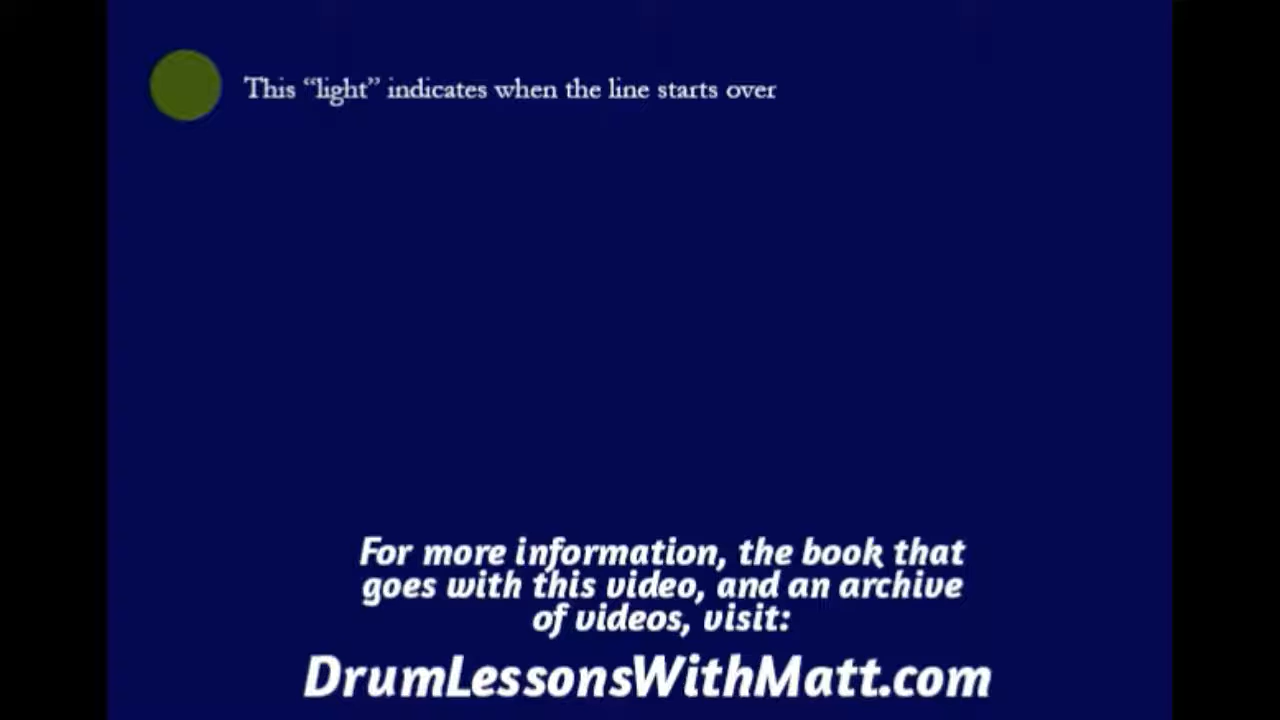 This “light” indicates when the line starts over
For more information, the book that
goes with this video, and an archive
of videos, visit:
DrumLessonsWithMatt.com